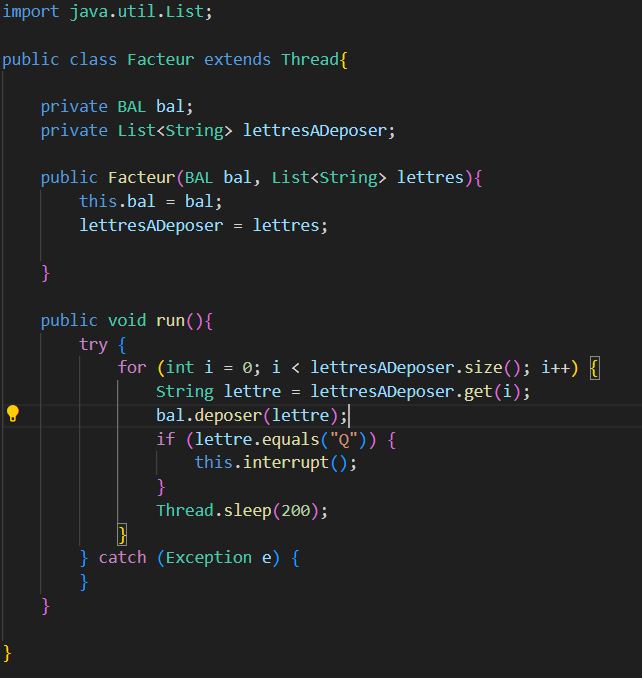 import java.util.List;
public class Facteur extends Thread{
private BAL bal;
private List<String> lettresADeposer;
public Facteur(BAL bal, List<String> lettres){
this.bal = bal;
lettresADeposer = lettres;
}
public void run(){
try {
for (int i = 0; i < lettresADeposer.size(); i++) {
String lettre = lettresADeposer.get(i);
bal.deposer(lettre);
if (lettre.equals("Q")) {
this.interrupt();
}
Thread.sleep(200);
}
} catch (Exception e) {
}
}
}